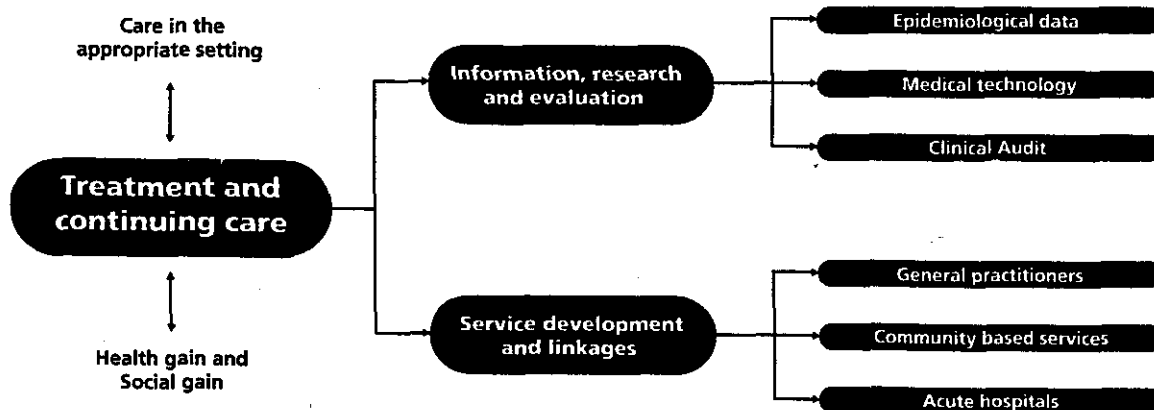 Care in the
appropriate setting
Treatment and
continuing care
Health gain and
Social gain
Information, research
and evaluation
Service development
and linkages
Epidemiological data
Medical technology
Clinical Audit
General practitioners
Community based services
Acute hospitals